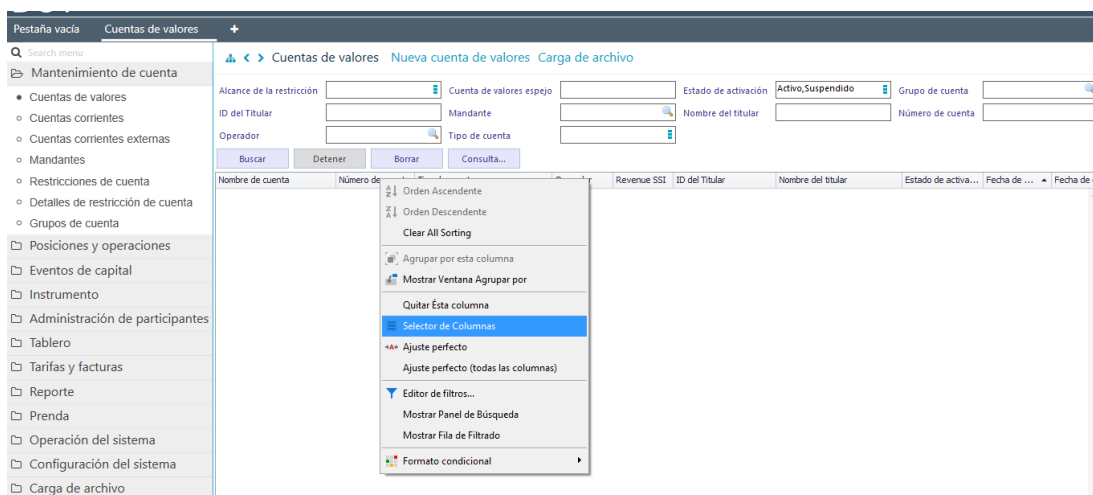 Pestaña vacía Cuentas de valores +
Search menu
Mantenimiento de cuenta
Cuentas de valores
Cuentas corrientes
Cuentas corrientes externas
Mandantes
Restricciones de cuenta
Detalles de restricción de cuenta
Grupos de cuenta
Posiciones y operaciones
Eventos de capital
Instrumento
Administración de participantes
Tablero
Tarifas y facturas
Reporte
Prenda
Operación del sistema
Configuración del sistema
Carga de archivo
Cuentas de valores Nueva cuenta de valores Carga de archivo
Alcance de la restricción Cuenta de valores espejo Estado de activación Activo,Suspendido Grupo de cuenta
ID del Titular Mandante Nombre del titular Número de cuenta
Operador Tipo de cuenta
Buscar Detener Borrar Consulta...
Nombre de cuenta Número de Revenue SSI ID del Titular Nombre del titular Estado de activa... Fecha de ... Fecha de
Orden Ascendente
Orden Descendente
Clear All Sorting
Agrupar por esta columna
Mostrar Ventana Agrupar por
Quitar Ésta columna
Selector de Columnas
Ajuste perfecto
Ajuste perfecto (todas las columnas)
Editor de filtros...
Mostrar Panel de Búsqueda
Mostrar Fila de Filtrado
Formato condicional